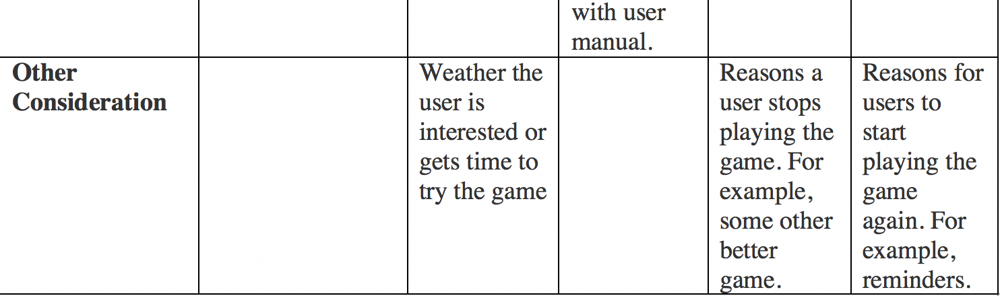 with user
manual.
Other
Consideration
Weather the
user is
interested or
gets time to
try the game
Reasons a
user stops
playing the
game. For
example,
some other
better
game.
Reasons for
users to
start
playing the
game
again. For
example,
reminders.